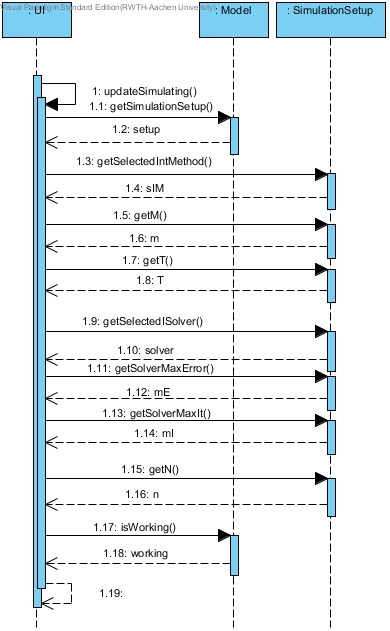 Visual Paradigm Standard Edition(RWTH-Aachen University)
: UI
: Model
: SimulationSetup
1: updateSimulating()
1.1: getSimulationSetup()
1.2: setup
1.3: getSelectedIntMethod()
1.4: sIM
1.5: getM()
1.6: m
1.7: getT()
1.8: T
1.9: getSelectedISolver()
1.10: solver
1.11: getSolverMaxError()
1.12: mE
1.13: getSolverMaxIt()
1.14: mI
1.15: getN()
1.16: n
1.17: isWorking()
1.18: working
1.19: